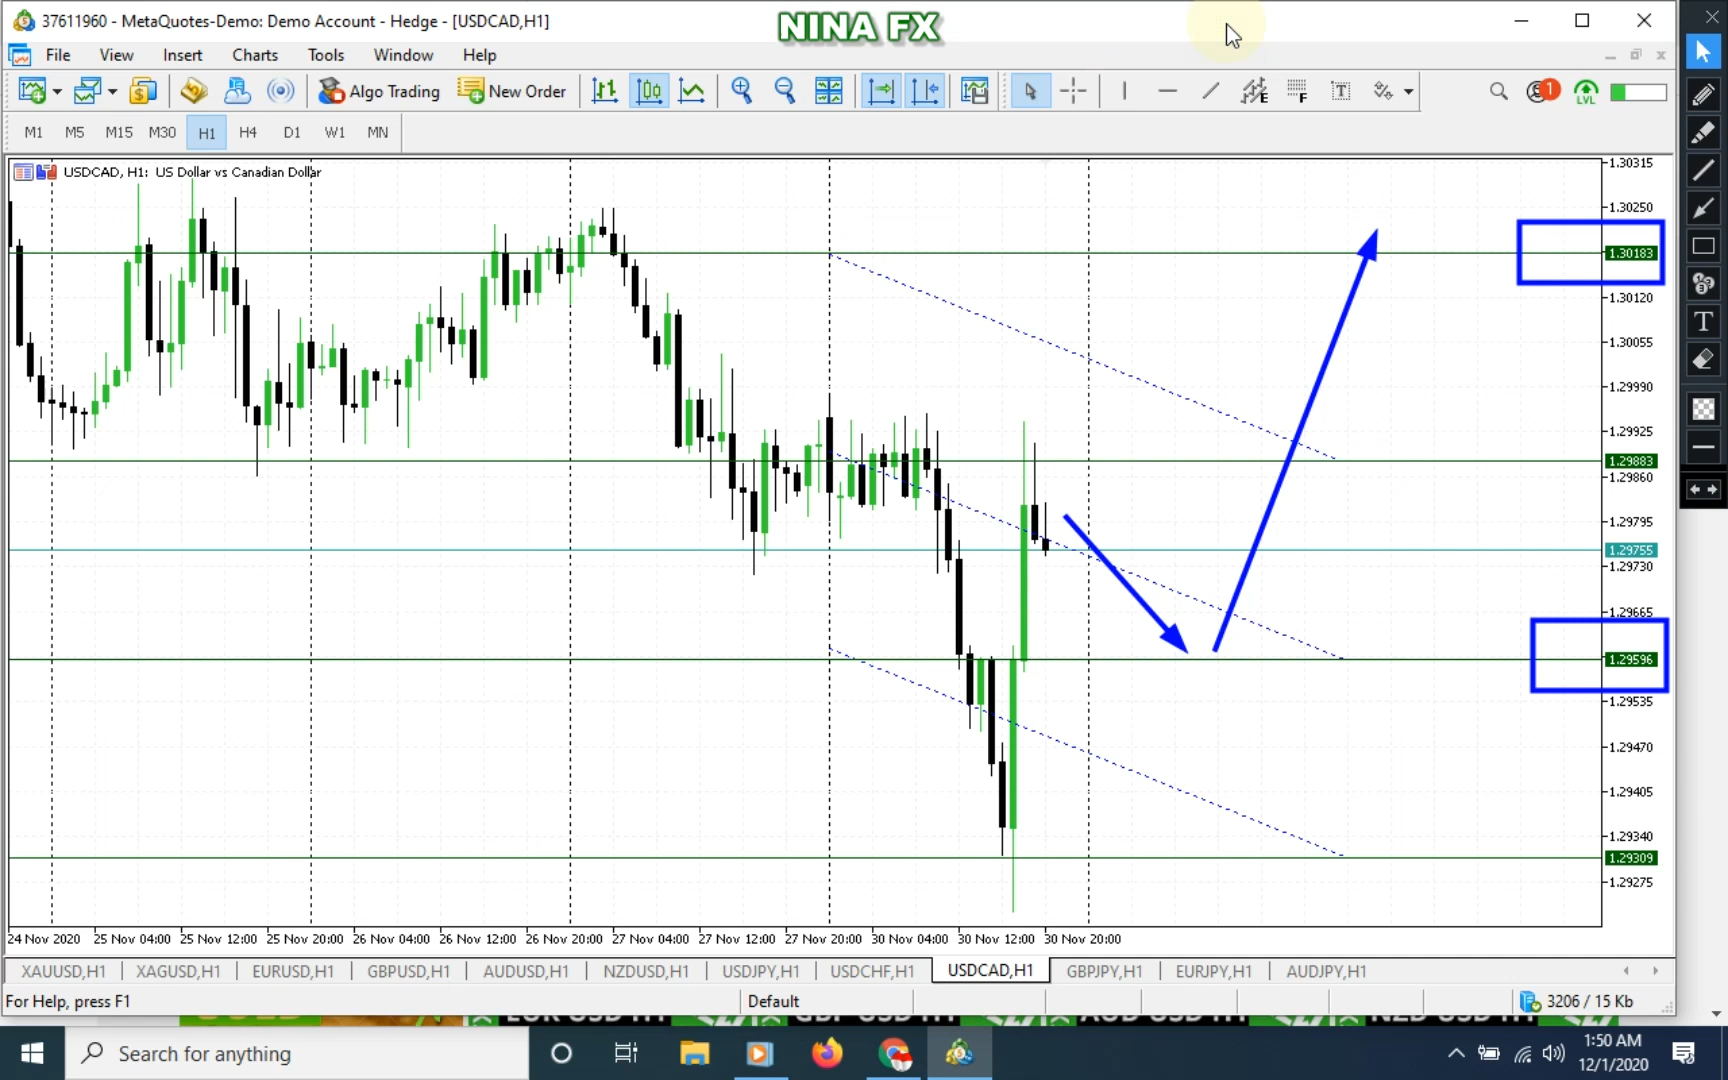 37611960 - MetaQuotes-Demo: Demo Account - Hedge - [USDCAD,H1]
NINA FX
File View Insert Charts Tools Window Help
Algo Trading New Order
E F T 1 LVL
M1 M5 M15 M30 H1 H4 D1 W1 MN
USDCAD, H1: US Dollar vs Canadian Dollar
1.30315
1.30250
1.30183
1.30120
1.30055
1.29990
1.29925
1.29883
1.29860
1.29795
1.29755
1.29730
1.29665
1.29596
1.29535
1.29470
1.29405
1.29340
1.29309
1.29275
24 Nov 2020 25 Nov 04:00 25 Nov 12:00 25 Nov 20:00 26 Nov 04:00 26 Nov 12:00 26 Nov 20:00 27 Nov 04:00 27 Nov 12:00 27 Nov 20:00 30 Nov 04:00 30 Nov 12:00 30 Nov 20:00
XAUUSD,H1 XAGUSD,H1 EURUSD,H1 GBPUSD,H1 AUDUSD,H1 NZDUSD,H1 USDJPY,H1 USDCHF,H1 USDCAD,H1 GBPJPY,H1 EURJPY,H1 AUDJPY,H1
For Help, press F1 Default 3206 / 15 Kb
Search for anything
1:50 AM
12/1/2020